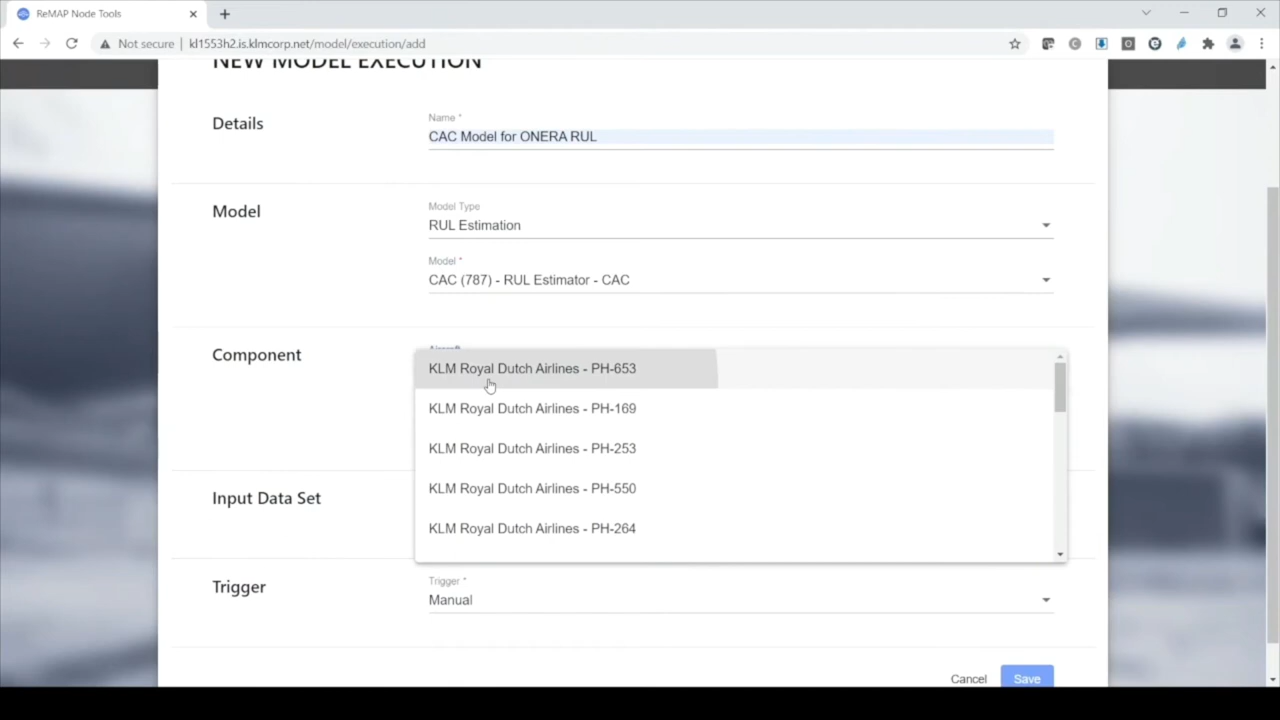 ReMAP Node Tools
Not secure | kl1553h2.is.klmcorp.net/model/execution/add
NEW MODEL EXECUTION
Details
Name *
CAC Model for ONERA RUL
Model
Model Type
RUL Estimation
Model *
CAC (787) - RUL Estimator - CAC
Component
Aircraft
KLM Royal Dutch Airlines - PH-653
KLM Royal Dutch Airlines - PH-169
KLM Royal Dutch Airlines - PH-253
KLM Royal Dutch Airlines - PH-550
KLM Royal Dutch Airlines - PH-264
Input Data Set
Trigger
Trigger *
Manual
Cancel
Save